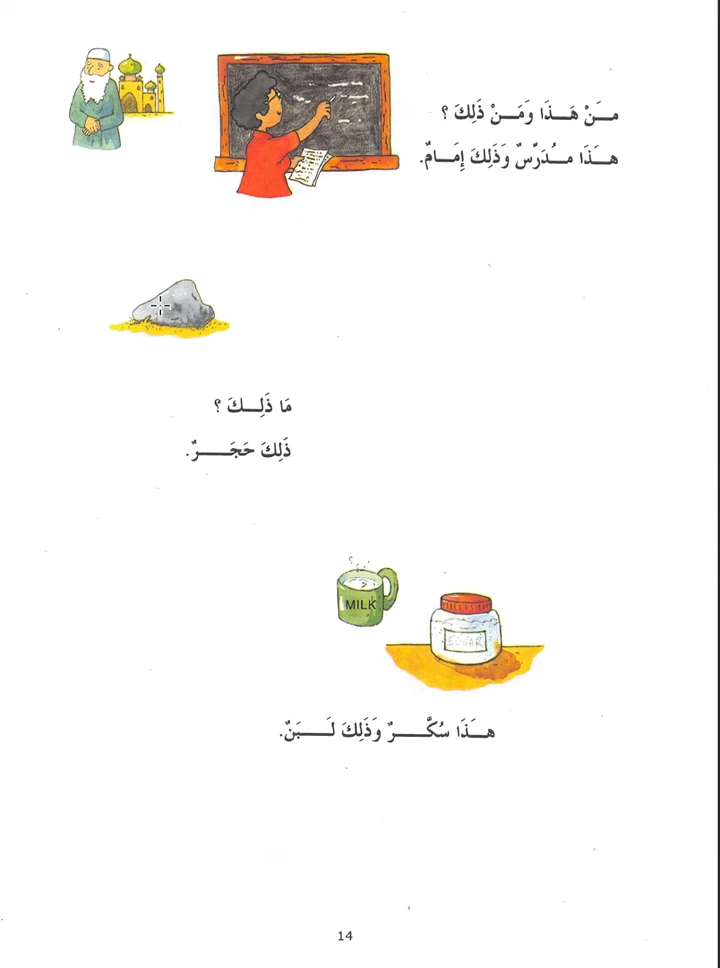 مَنْ هَذَا وَمَنْ ذَلِكَ ؟
هَذَا مُدَرِّسٌ وَذَلِكَ إِمَامٌ.
مَا ذَلِكَ ؟
ذَلِكَ حَجَرٌ.
MILK
SUGAR
هَذَا سُكَّرٌ وَذَلِكَ لَبَنٌ.
14